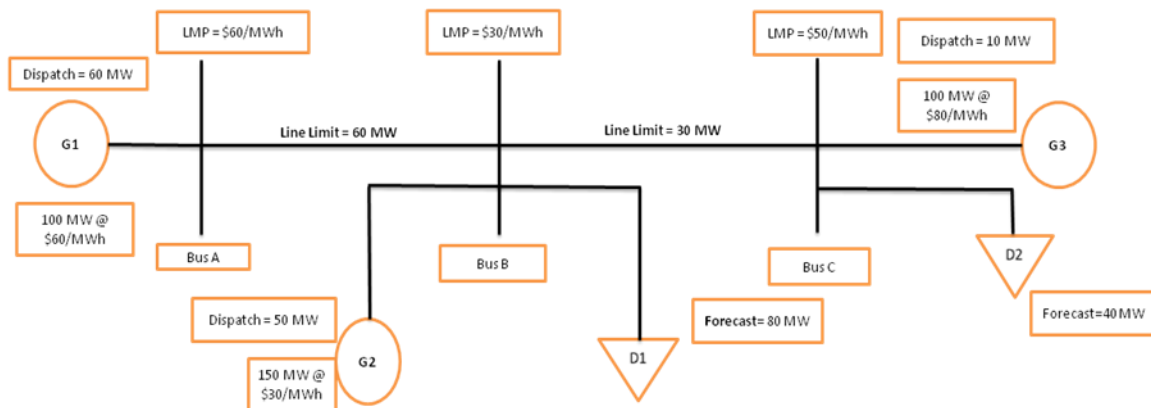 LMP = $60/MWh
LMP = $30/MWh
LMP = $50/MWh
Dispatch = 10 MW
Dispatch = 60 MW
100 MW @
$80/MWh
Line Limit = 60 MW
Line Limit = 30 MW
G1
G3
100 MW @
$60/MWh
Bus A
Bus B
Bus C
D2
Dispatch = 50 MW
Forecast= 80 MW
Forecast=40 MW
G2
D1
150 MW @
$30/MWh